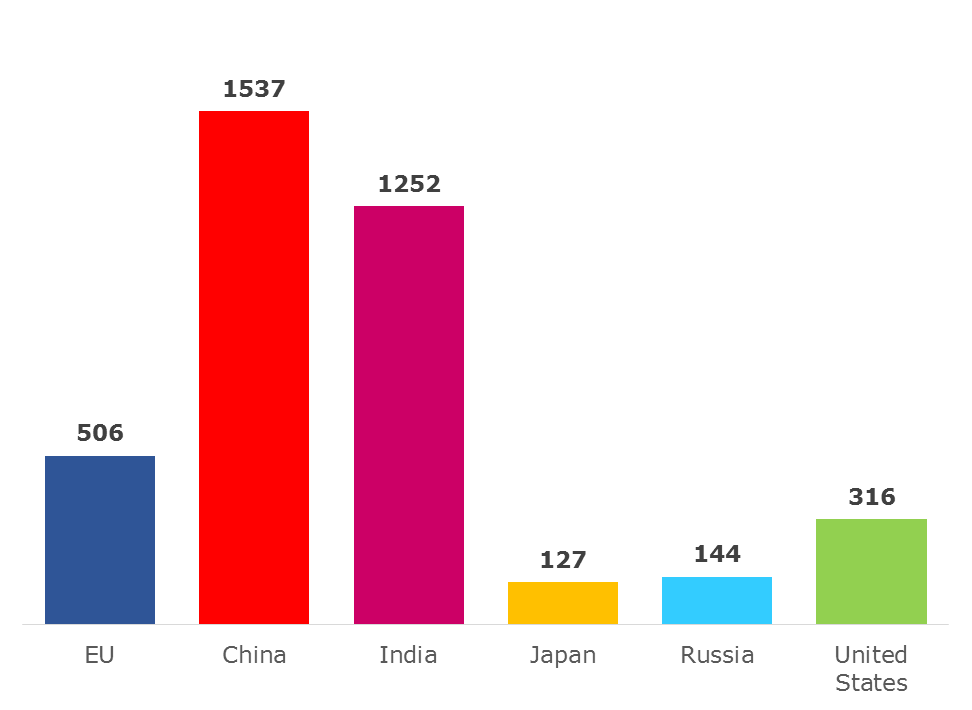 1537
1252
506
316
127
144
EU
China
India
Japan
Russia
United
States